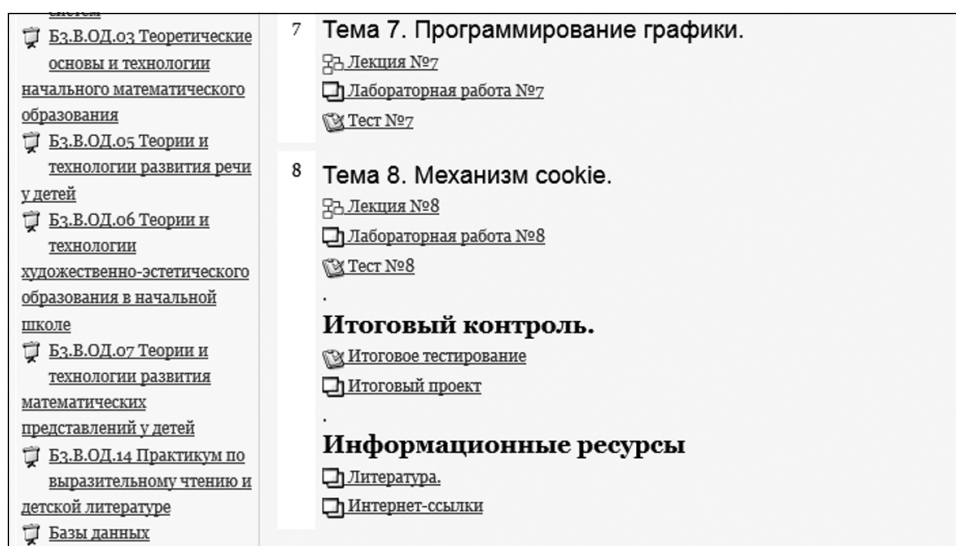 систем
Б3.В.ОД.03 Теоретические
основы и технологии
начального математического
образования
Б3.В.ОД.05 Теории и
технологии развития речи
у детей
Б3.В.ОД.06 Теории и
технологии
художественно-эстетического
образования в начальной
школе
Б3.В.ОД.07 Теории и
технологии развития
математических
представлений у детей
Б3.В.ОД.14 Практикум по
выразительному чтению и
детской литературе
Базы данных
7 Тема 7. Программирование графики.
Лекция №7
Лабораторная работа №7
Тест №7
8 Тема 8. Механизм cookie.
Лекция №8
Лабораторная работа №8
Тест №8
.
Итоговый контроль.
Итоговое тестирование
Итоговый проект
.
Информационные ресурсы
Литература.
Интернет-ссылки